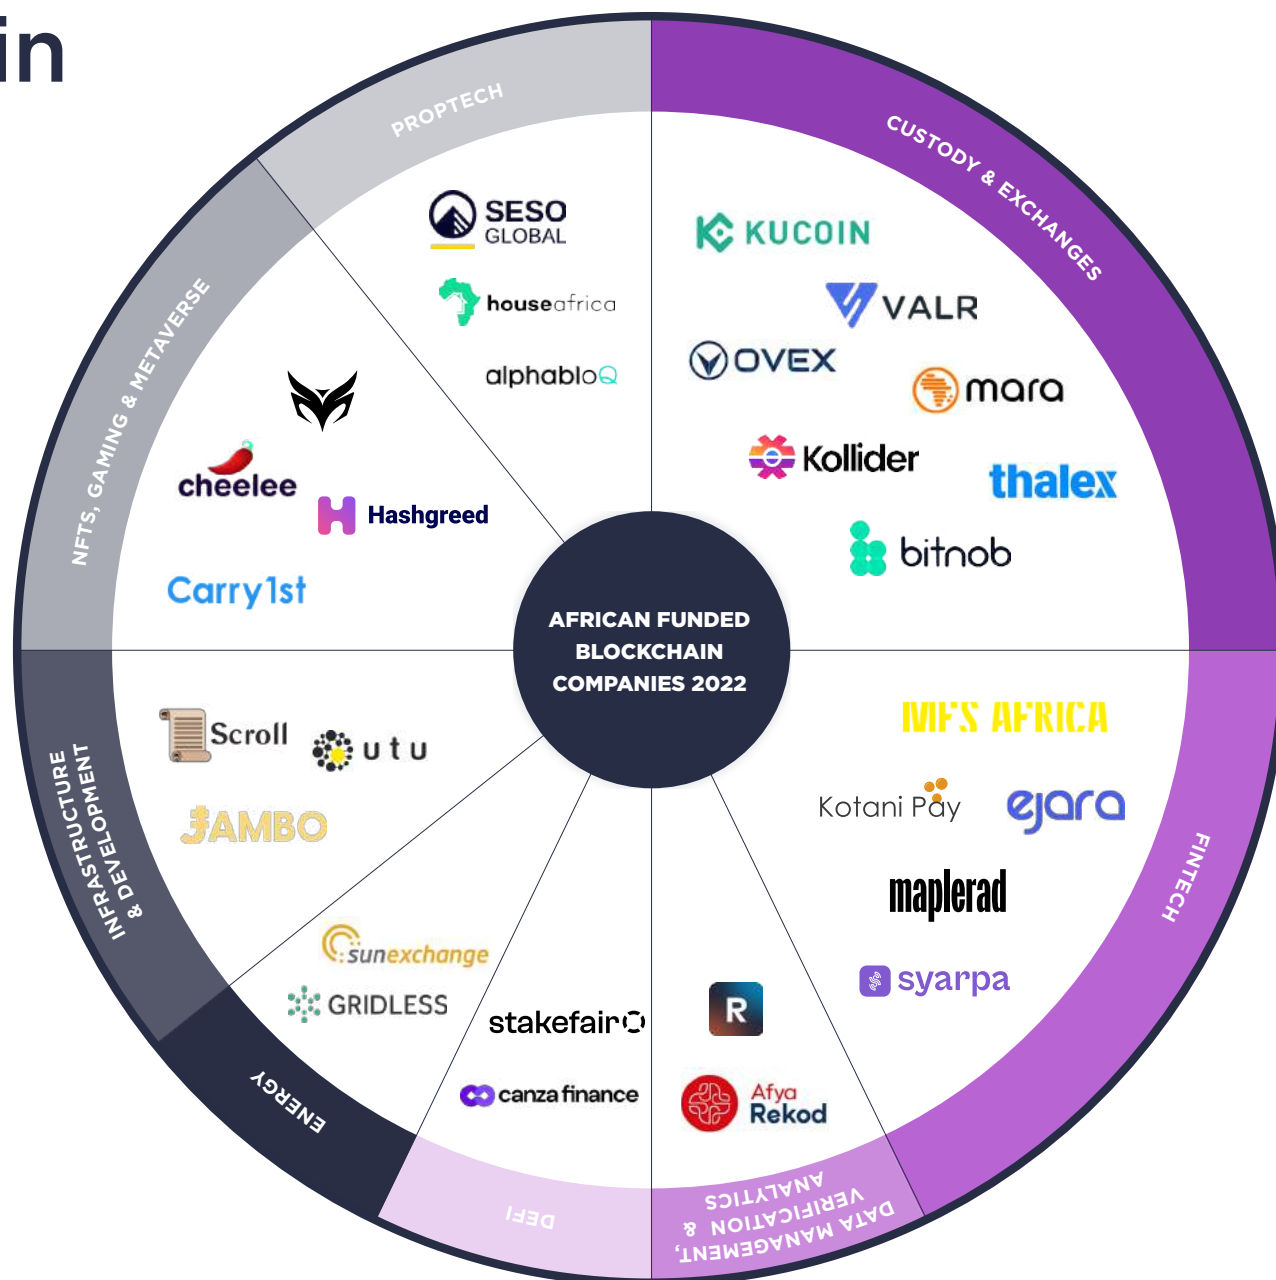 in
PROPTECH
CUSTODY & EXCHANGES
NFTS, GAMING & METAVERSE
INFRASTRUCTURE
& DEVELOPMENT
ENERGY
DEFI
DATA MANAGEMENT,
VERIFICATION &
ANALYTICS
FINTECH
SESO
GLOBAL
houseafrica
alphabloQ
KUCOIN
VALR
OVEX
mara
Kollider
thalex
bitnob
cheelee
Hashgreed
Carry1st
AFRICAN FUNDED
BLOCKCHAIN
COMPANIES 2022
Scroll
utu
JAMBO
sunexchange
GRIDLESS
stakefair
canza finance
R
Afya
Rekod
MFS AFRICA
Kotani Pay
ejara
maplerad
syarpa